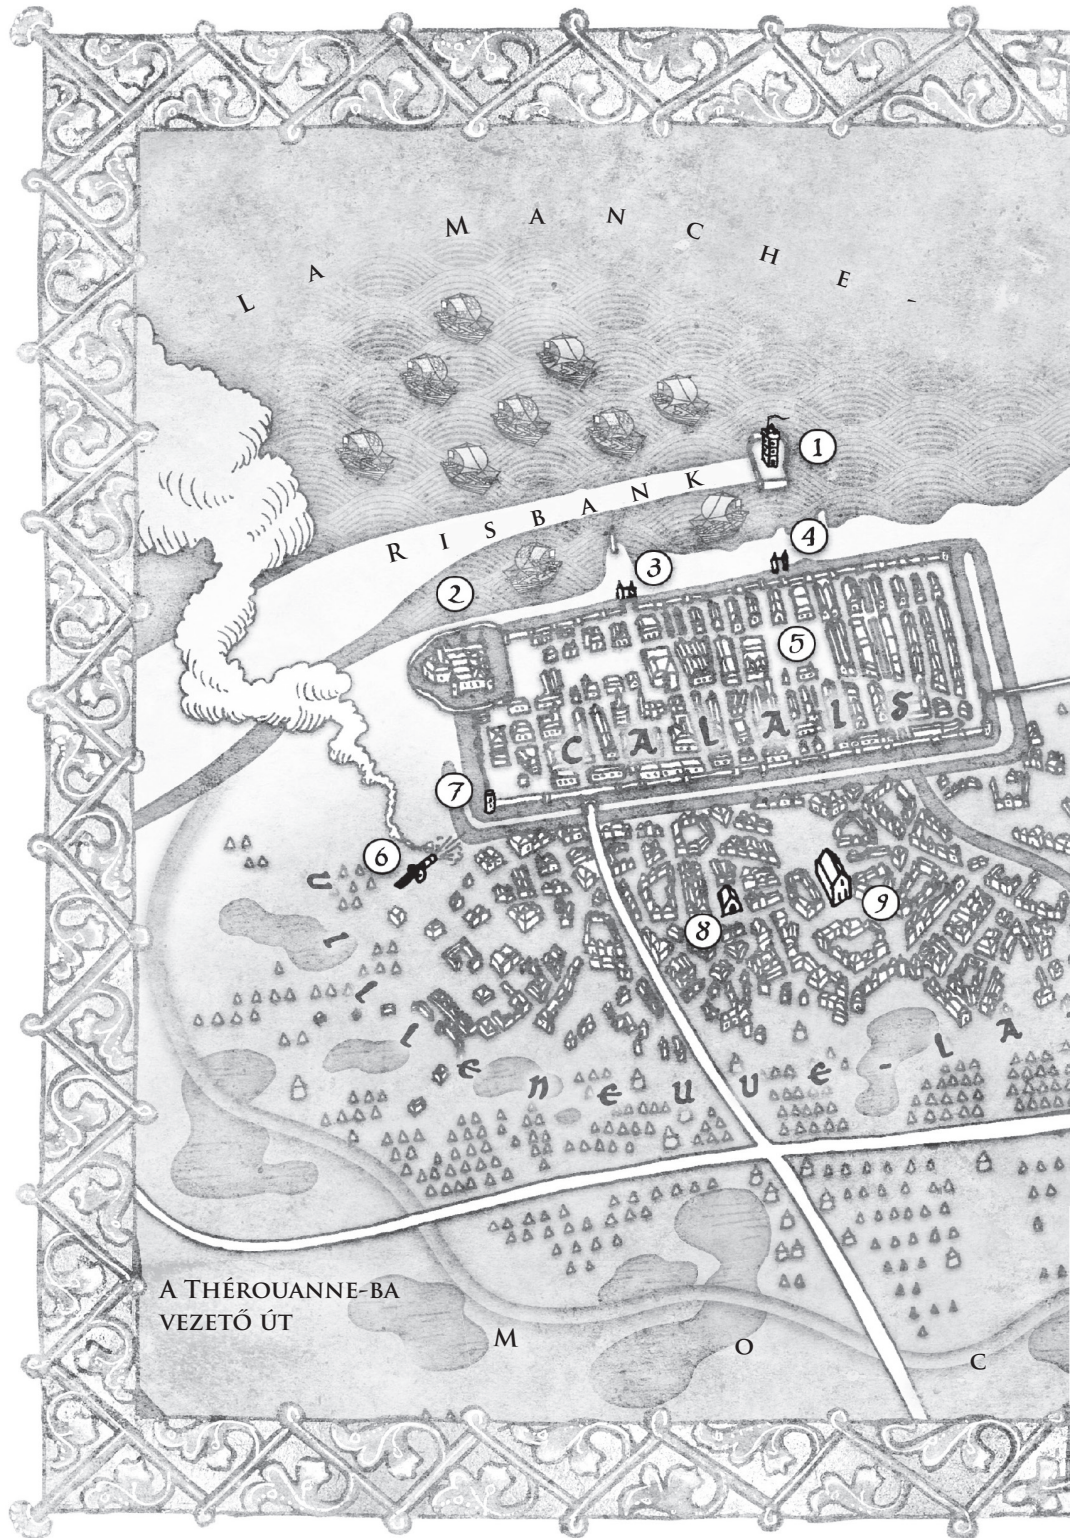 LA MANCHE-
1
RISBANK
4
3
2
5
CALAIS
7
6
9
8
VILLENEUVE-LA-
A THÉROUANNE-BA
VEZETŐ ÚT
MOC